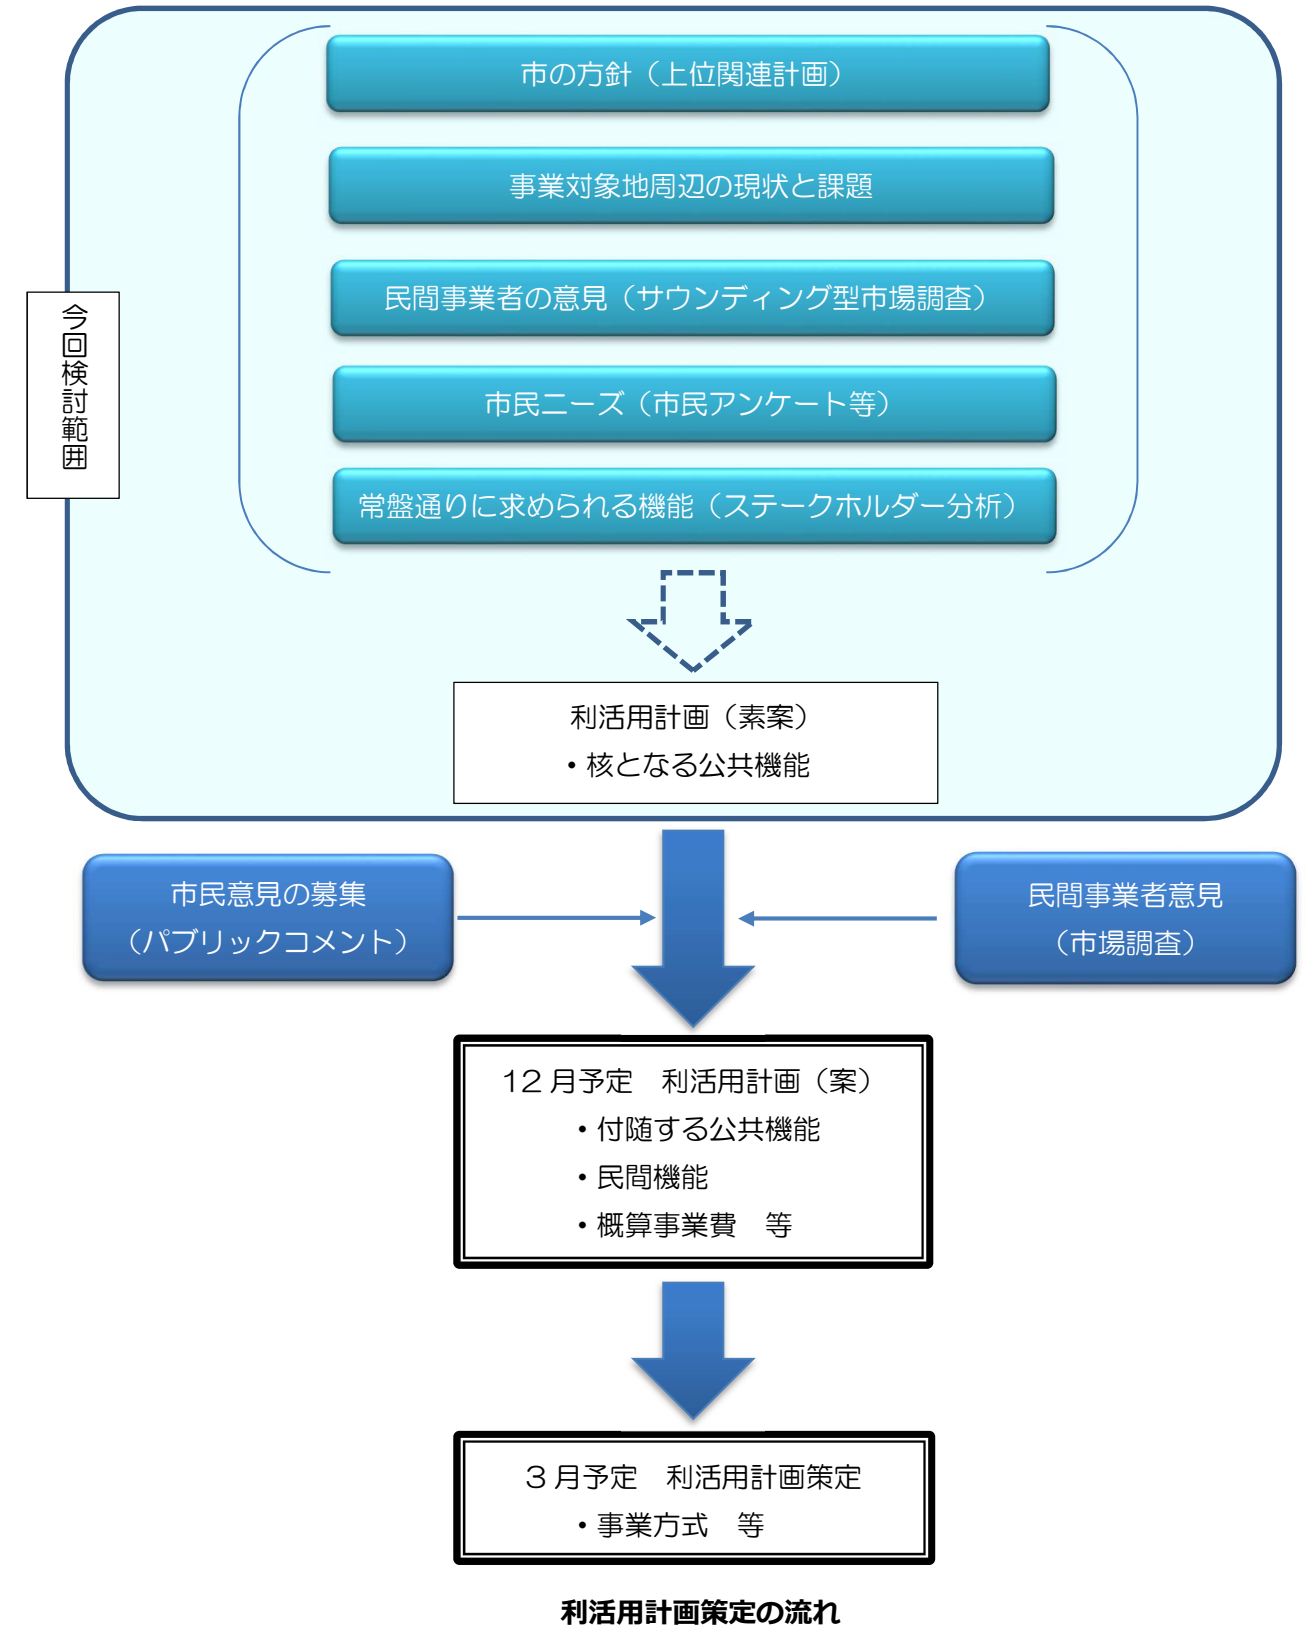 市の方針（上位関連計画）
事業対象地周辺の現状と課題
民間事業者の意見（サウンディング型市場調査）
今回検討範囲
市民ニーズ（市民アンケート等）
常盤通りに求められる機能（ステークホルダー分析）
利活用計画（素案）
・核となる公共機能
市民意見の募集
（パブリックコメント）
民間事業者意見
（市場調査）
12月予定　利活用計画（案）
・付随する公共機能
・民間機能
・概算事業費　等
3月予定　利活用計画策定
・事業方式　等
利活用計画策定の流れ